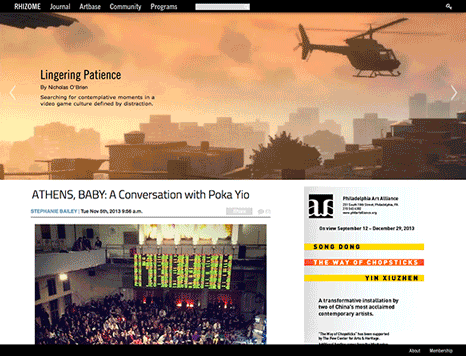 RHIZOME Journal Artbase Community Programs
Lingering Patience
By Nicholas O'Brien
Searching for contemplative moments in a
video game culture defined by distraction.
ATHENS, BABY: A Conversation with Poka Yio
STEPHANIE BAILEY | Tue Nov 5th, 2013 9:56 a.m.
Philadelphia Art Alliance
251 South 18th Street, Philadelphia, PA
www.philartalliance.org
On view September 12 – December 29, 2013
SONG DONG
THE WAY OF CHOPSTICKS
YIN XIUZHEN
A transformative installation by
two of China's most acclaimed
contemporary artists.
"The Way of Chopsticks" has been supported
by The Pew Center for Arts & Heritage.
About Membership